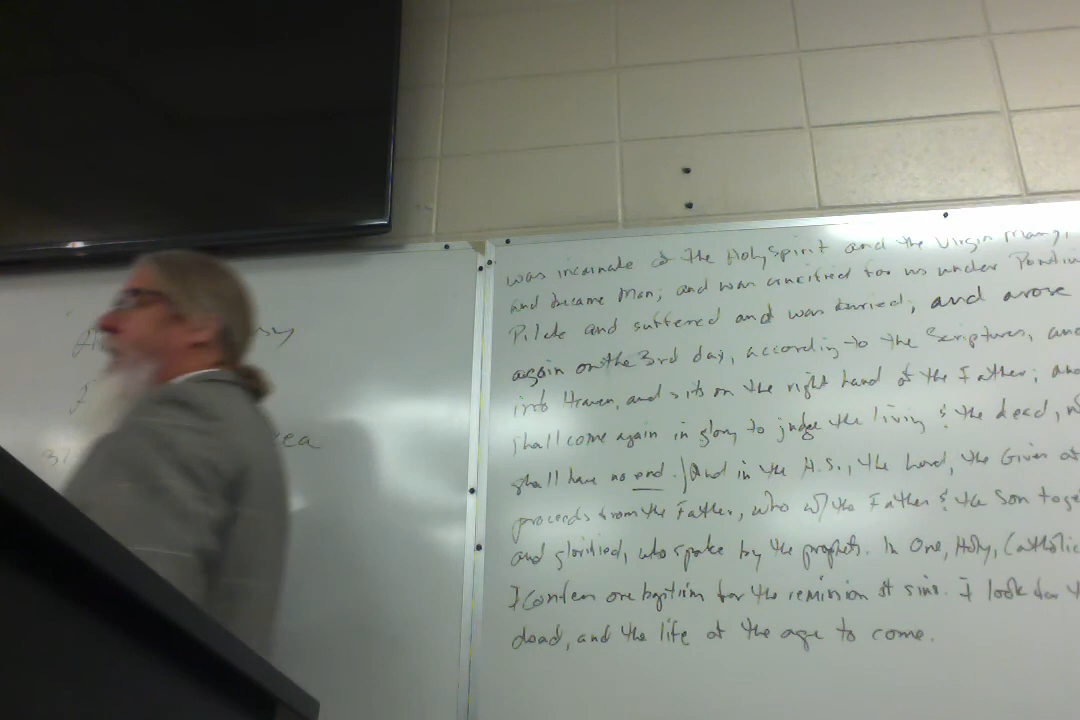 was incarnate of the Holy Spirit and the Virgin Mary,
and became Man; and was crucified for us under Pontiu
Pilate and suffered and was buried; and arose
again on the 3rd day, according to the Scriptures, and
into Heaven, and sits on the right hand of the Father; and
shall come again in glory to judge the living & the dead,
shall have no end. And in the H.S., the Lord, the Giver of
proceeds from the Father, who w/ the Father & the Son toge
and glorified, who spoke by the prophets. In One, Holy, Catholic
I confess one baptism for the remission of sins. I look for th
dead, and the life of the age to come.